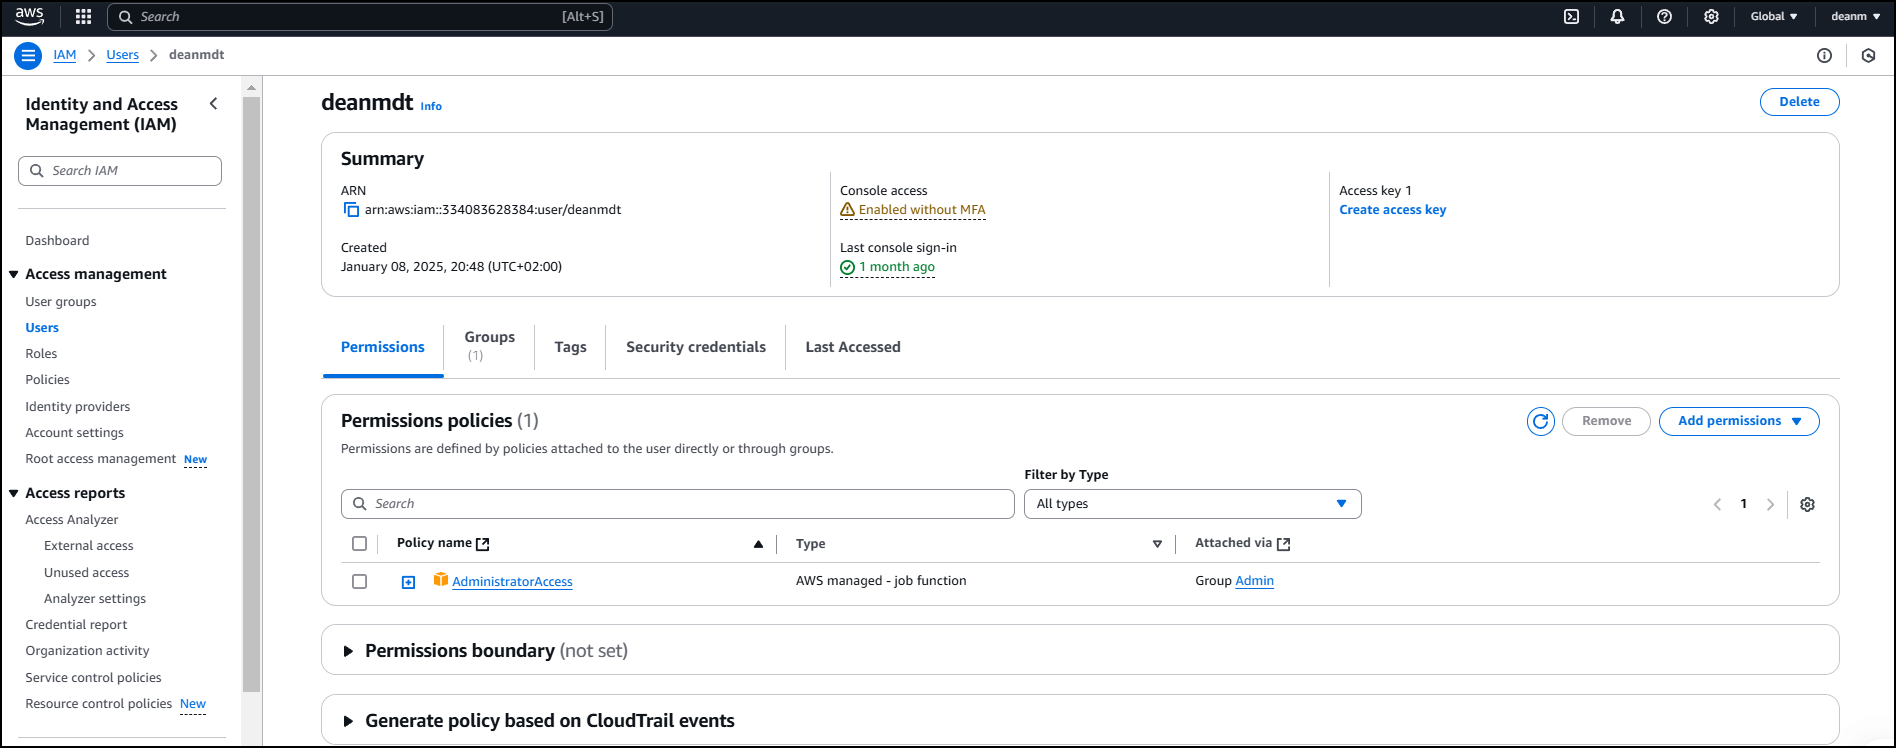 aws
Search
[Alt+S]
Global
deanm
IAM > Users > deanmdt
Identity and Access
Management (IAM)
Search IAM
Dashboard
Access management
User groups
Users
Roles
Policies
Identity providers
Account settings
Root access management New
Access reports
Access Analyzer
External access
Unused access
Analyzer settings
Credential report
Organization activity
Service control policies
Resource control policies New
deanmdt Info
Delete
Summary
ARN
arn:aws:iam::334083628384:user/deanmdt
Created
January 08, 2025, 20:48 (UTC+02:00)
Console access
Enabled without MFA
Last console sign-in
1 month ago
Access key 1
Create access key
Permissions
Groups
(1)
Tags
Security credentials
Last Accessed
Permissions policies (1)
Permissions are defined by policies attached to the user directly or through groups.
Remove
Add permissions
Filter by Type
Search
All types
1
Policy name
Type
Attached via
AdministratorAccess
AWS managed - job function
Group Admin
Permissions boundary (not set)
Generate policy based on CloudTrail events